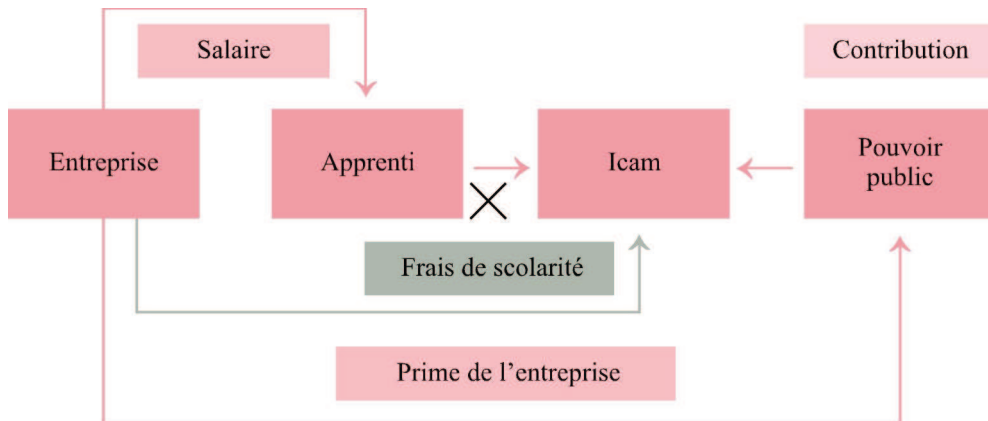 Salaire
Contribution
Entreprise
Apprenti
Icam
Pouvoir
public
Frais de scolarité
Prime de l’entreprise